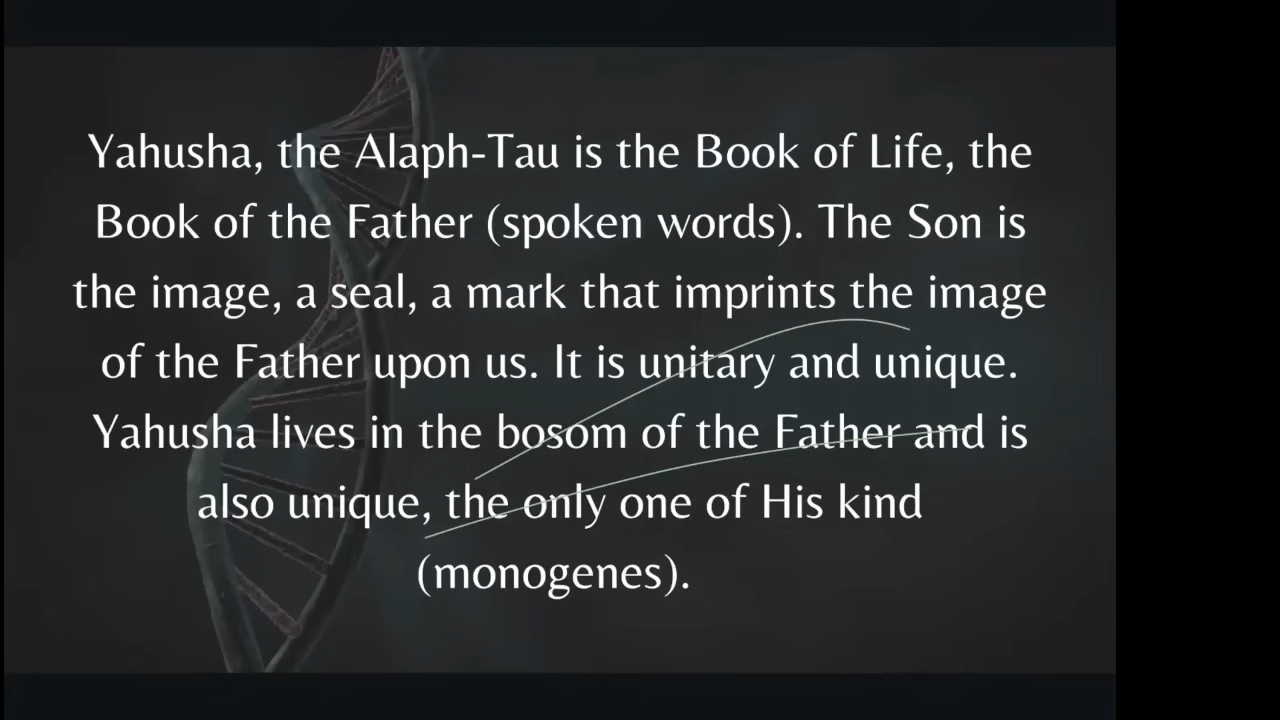 Yahusha, the Alaph-Tau is the Book of Life, the
Book of the Father (spoken words). The Son is
the image, a seal, a mark that imprints the image
of the Father upon us. It is unitary and unique.
Yahusha lives in the bosom of the Father and is
also unique, the only one of His kind
(monogenes).